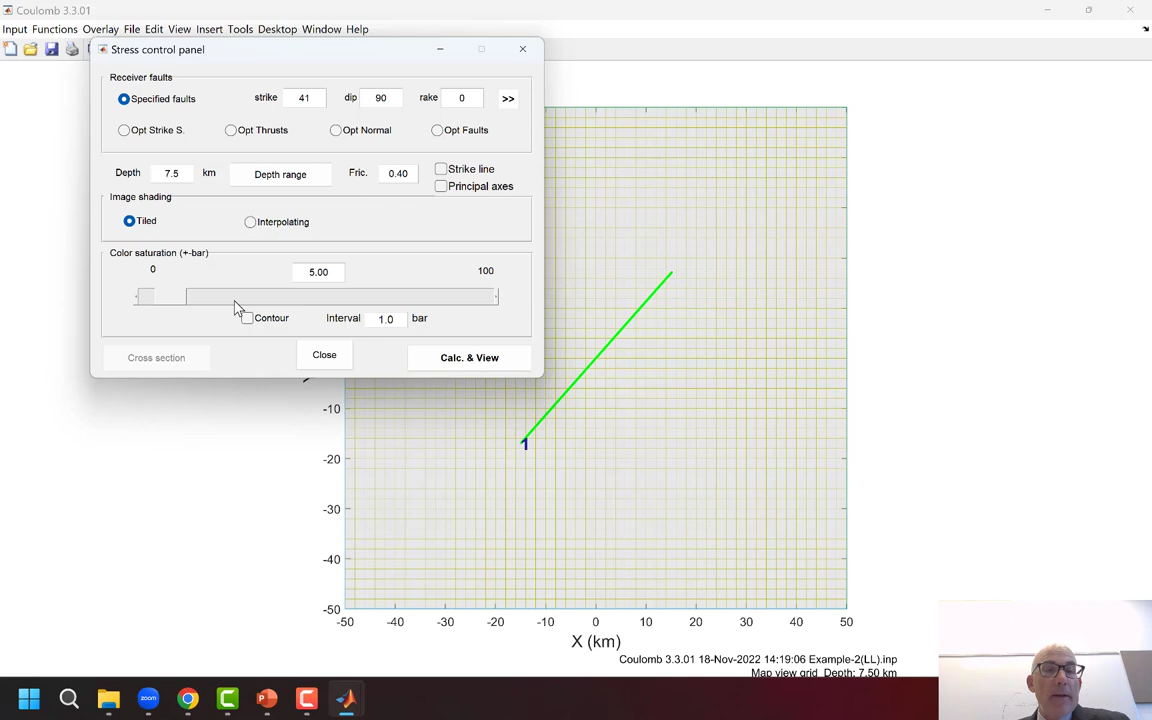 Coulomb 3.3.01
Input Functions Overlay File Edit View Insert Tools Desktop Window Help
Stress control panel
Receiver faults
Specified faults strike 41 dip 90 rake 0 >>
Opt Strike S. Opt Thrusts Opt Normal Opt Faults
Depth 7.5 km Depth range Fric. 0.40 Strike line
Principal axes
Image shading
Tiled Interpolating
Color saturation (+-bar)
0 5.00 100
Contour Interval 1.0 bar
Cross section Close Calc. & View
1
-10
-20
-30
-40
-50
-50 -40 -30 -20 -10 0 10 20 30 40 50
X (km)
Coulomb 3.3.01 18-Nov-2022 14:19:06 Example-2(LL).inp
Map view grid Depth: 7.50 km
zoom